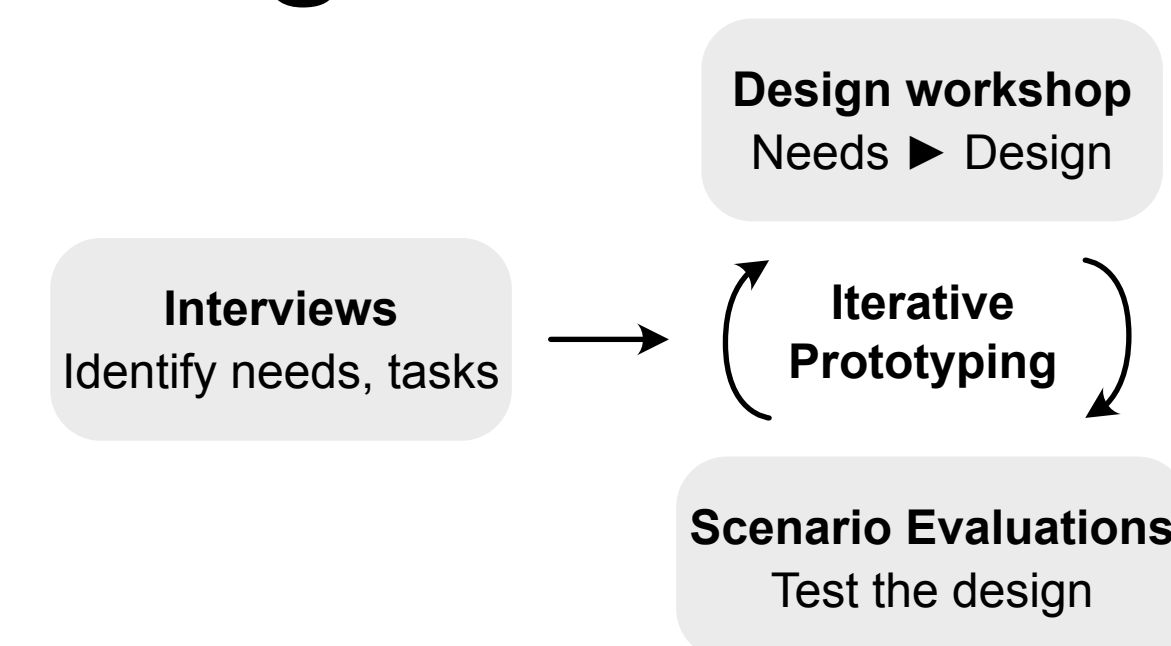 Design workshop
Needs ► Design
Interviews
Identify needs, tasks
Iterative
Prototyping
Scenario Evaluations
Test the design